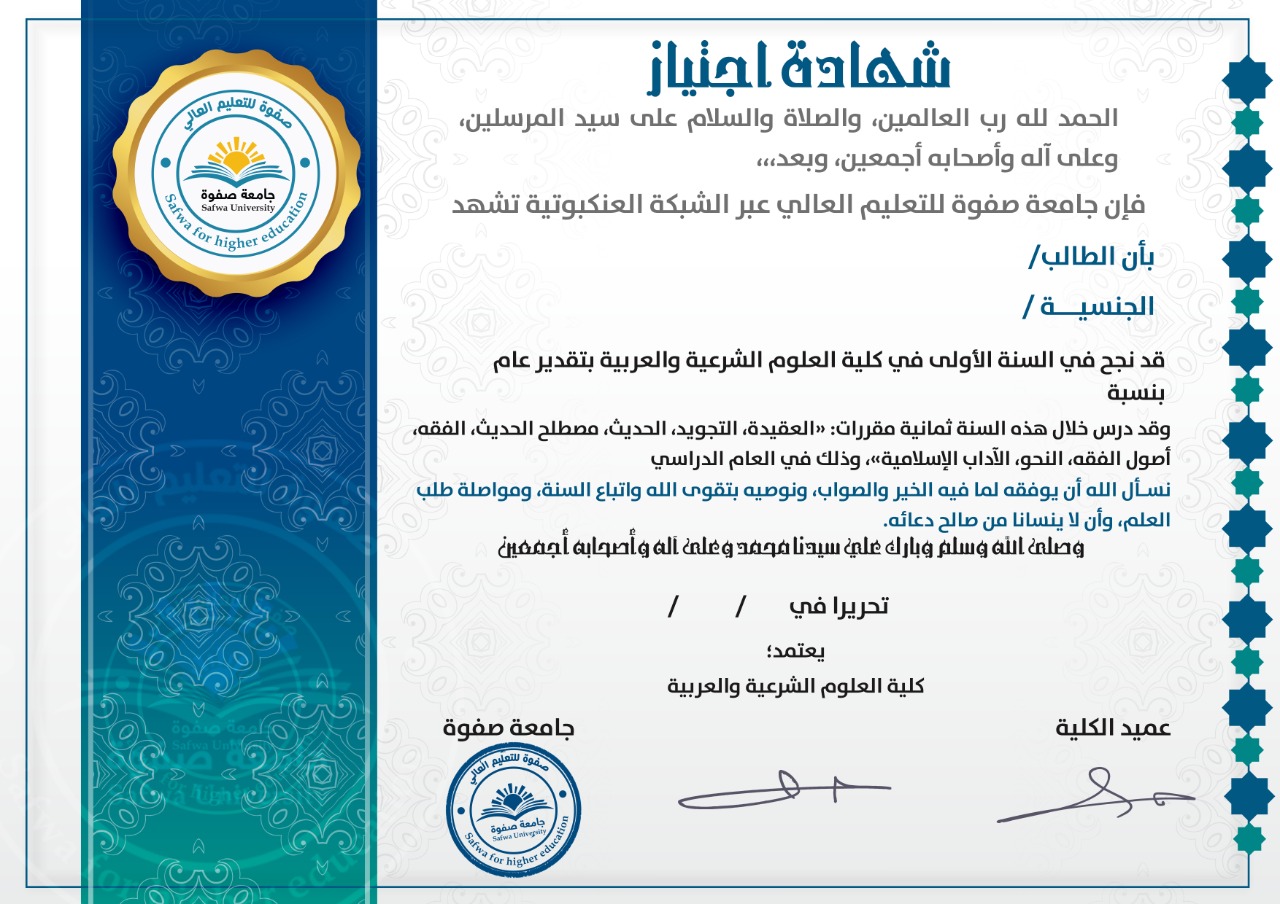 شهادة اجتياز
الحمد لله رب العالمين، والصلاة والسلام على سيد المرسلين،
وعلى آله وأصحابه أجمعين، وبعد،،،
فإن جامعة صفوة للتعليم العالي عبر الشبكة العنكبوتية تشهد
بأن الطالب/
الجنسيـــة /
قد نجح في السنة الأولى في كلية العلوم الشرعية والعربية بتقدير عام
بنسبة
وقد درس خلال هذه السنة ثمانية مقررات: «العقيدة، التجويد، الحديث، مصطلح الحديث، الفقه،
أصول الفقه، النحو، الآداب الإسلامية»، وذلك في العام الدراسي
نسـأل الله أن يوفقه لما فيه الخير والصواب، ونوصيه بتقوى الله واتباع السنة، ومواصلة طلب
العلم، وأن لا ينسانا من صالح دعائه.
وصلى الله وسلم وبارك على سيدنا محمد وعلى آله وأصحابه أجمعين
تحريرا في / /
يعتمد؛
كلية العلوم الشرعية والعربية
عميد الكلية
جامعة صفوة
صفوة للتعليم العالي
جامعة صفوة
Safwa University
Safwa for higher education
صفوة للتعليم العالي
جامعة صفوة
Safwa University
Safwa for higher education